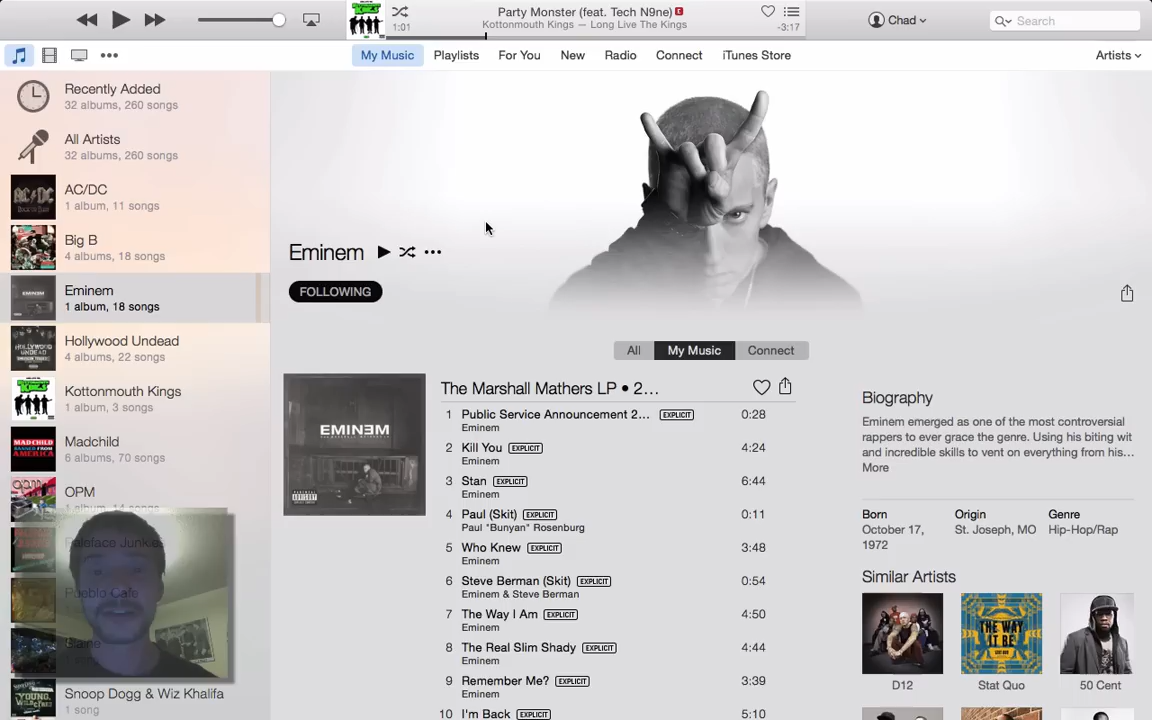 Party Monster (feat. Tech N9ne) E
1:01
Kottonmouth Kings — Long Live The Kings
-3:17
Chad
Search
My Music
Playlists
For You
New
Radio
Connect
iTunes Store
Artists
Recently Added
32 albums, 260 songs
All Artists
32 albums, 260 songs
AC/DC
1 album, 11 songs
Big B
4 albums, 18 songs
Eminem
1 album, 18 songs
Hollywood Undead
4 albums, 22 songs
Kottonmouth Kings
1 album, 3 songs
Madchild
6 albums, 70 songs
OPM
1 album, 14 songs
Paleface Junkies
Pueblo Cafe
Slaine
Snoop Dogg & Wiz Khalifa
1 song
Eminem
FOLLOWING
All
My Music
Connect
EMINEM
The Marshall Mathers LP • 2…
1 Public Service Announcement 2… EXPLICIT 0:28
Eminem
2 Kill You EXPLICIT 4:24
Eminem
3 Stan EXPLICIT 6:44
Eminem
4 Paul (Skit) EXPLICIT 0:11
Paul "Bunyan" Rosenburg
5 Who Knew EXPLICIT 3:48
Eminem
6 Steve Berman (Skit) EXPLICIT 0:54
Eminem & Steve Berman
7 The Way I Am EXPLICIT 4:50
Eminem
8 The Real Slim Shady EXPLICIT 4:44
Eminem
9 Remember Me? EXPLICIT 3:39
Eminem
10 I'm Back EXPLICIT 5:10
Biography
Eminem emerged as one of the most controversial
rappers to ever grace the genre. Using his biting wit
and incredible skills to vent on everything from his…
More
Born
October 17,
1972
Origin
St. Joseph, MO
Genre
Hip-Hop/Rap
Similar Artists
D12
Stat Quo
50 Cent